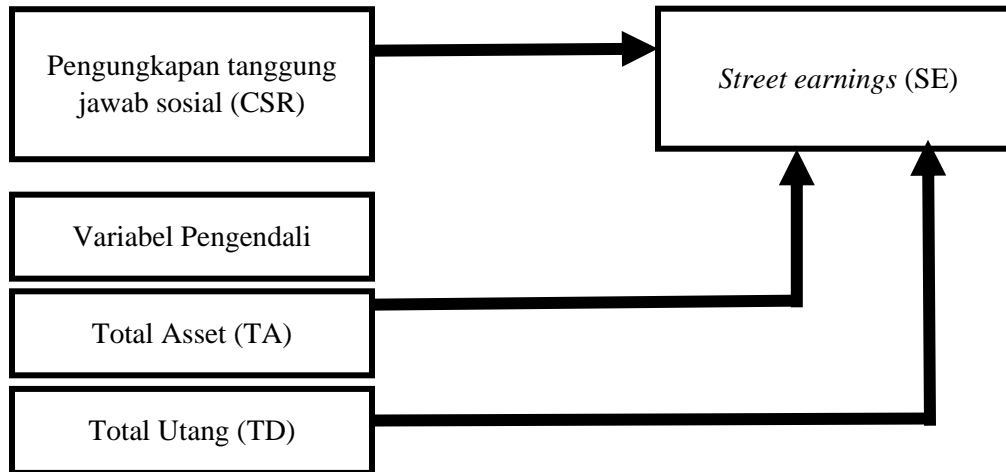 Pengungkapan tanggung
jawab sosial (CSR)
Street earnings (SE)
Variabel Pengendali
Total Asset (TA)
Total Utang (TD)